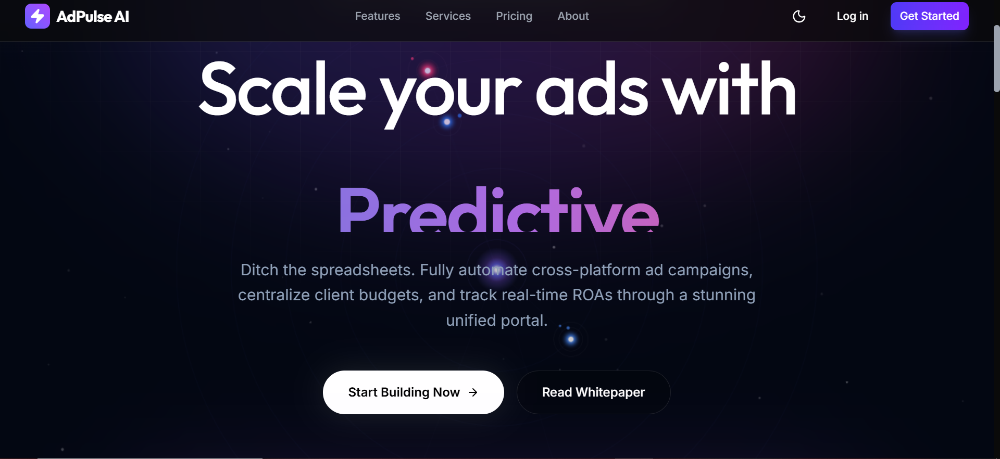 AdPulse AI
Features Services Pricing About
Log in
Get Started
Scale your ads with
Predictive
Ditch the spreadsheets. Fully automate cross-platform ad campaigns,
centralize client budgets, and track real-time ROAs through a stunning
unified portal.
Start Building Now →
Read Whitepaper